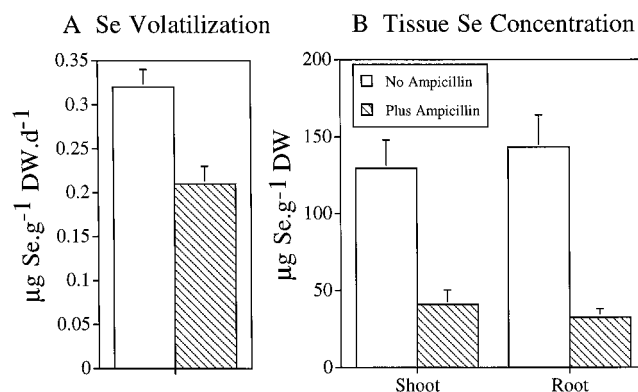 A Se Volatilization
µg Se.g⁻¹ DW.d⁻¹
0.35
0.3
0.25
0.2
0.15
0.1
0.05
0
B Tissue Se Concentration
µg Se.g⁻¹ DW
200
150
100
50
0
No Ampicillin
Plus Ampicillin
Shoot Root